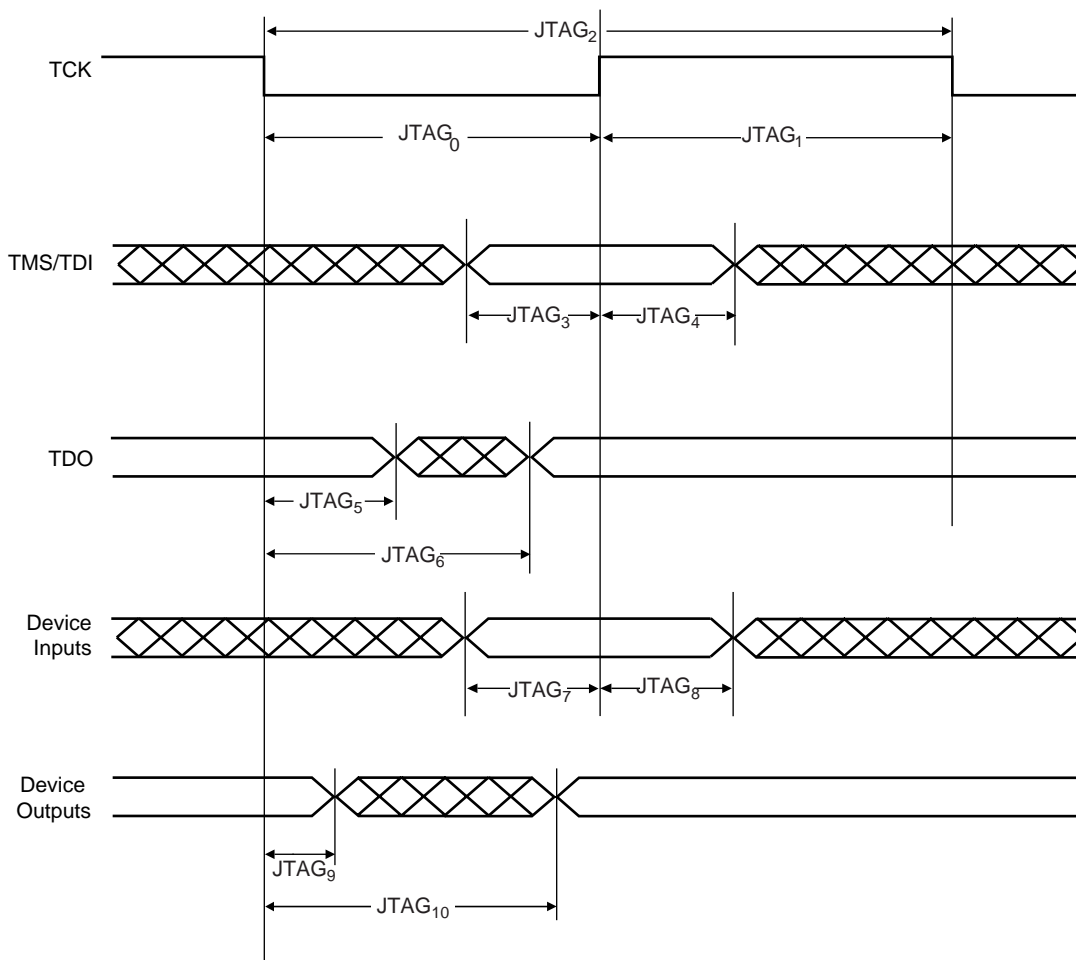 JTAG₂
TCK
JTAG₀
JTAG₁
TMS/TDI
JTAG₃
JTAG₄
TDO
JTAG₅
JTAG₆
Device
Inputs
JTAG₇
JTAG₈
Device
Outputs
JTAG₉
JTAG₁₀